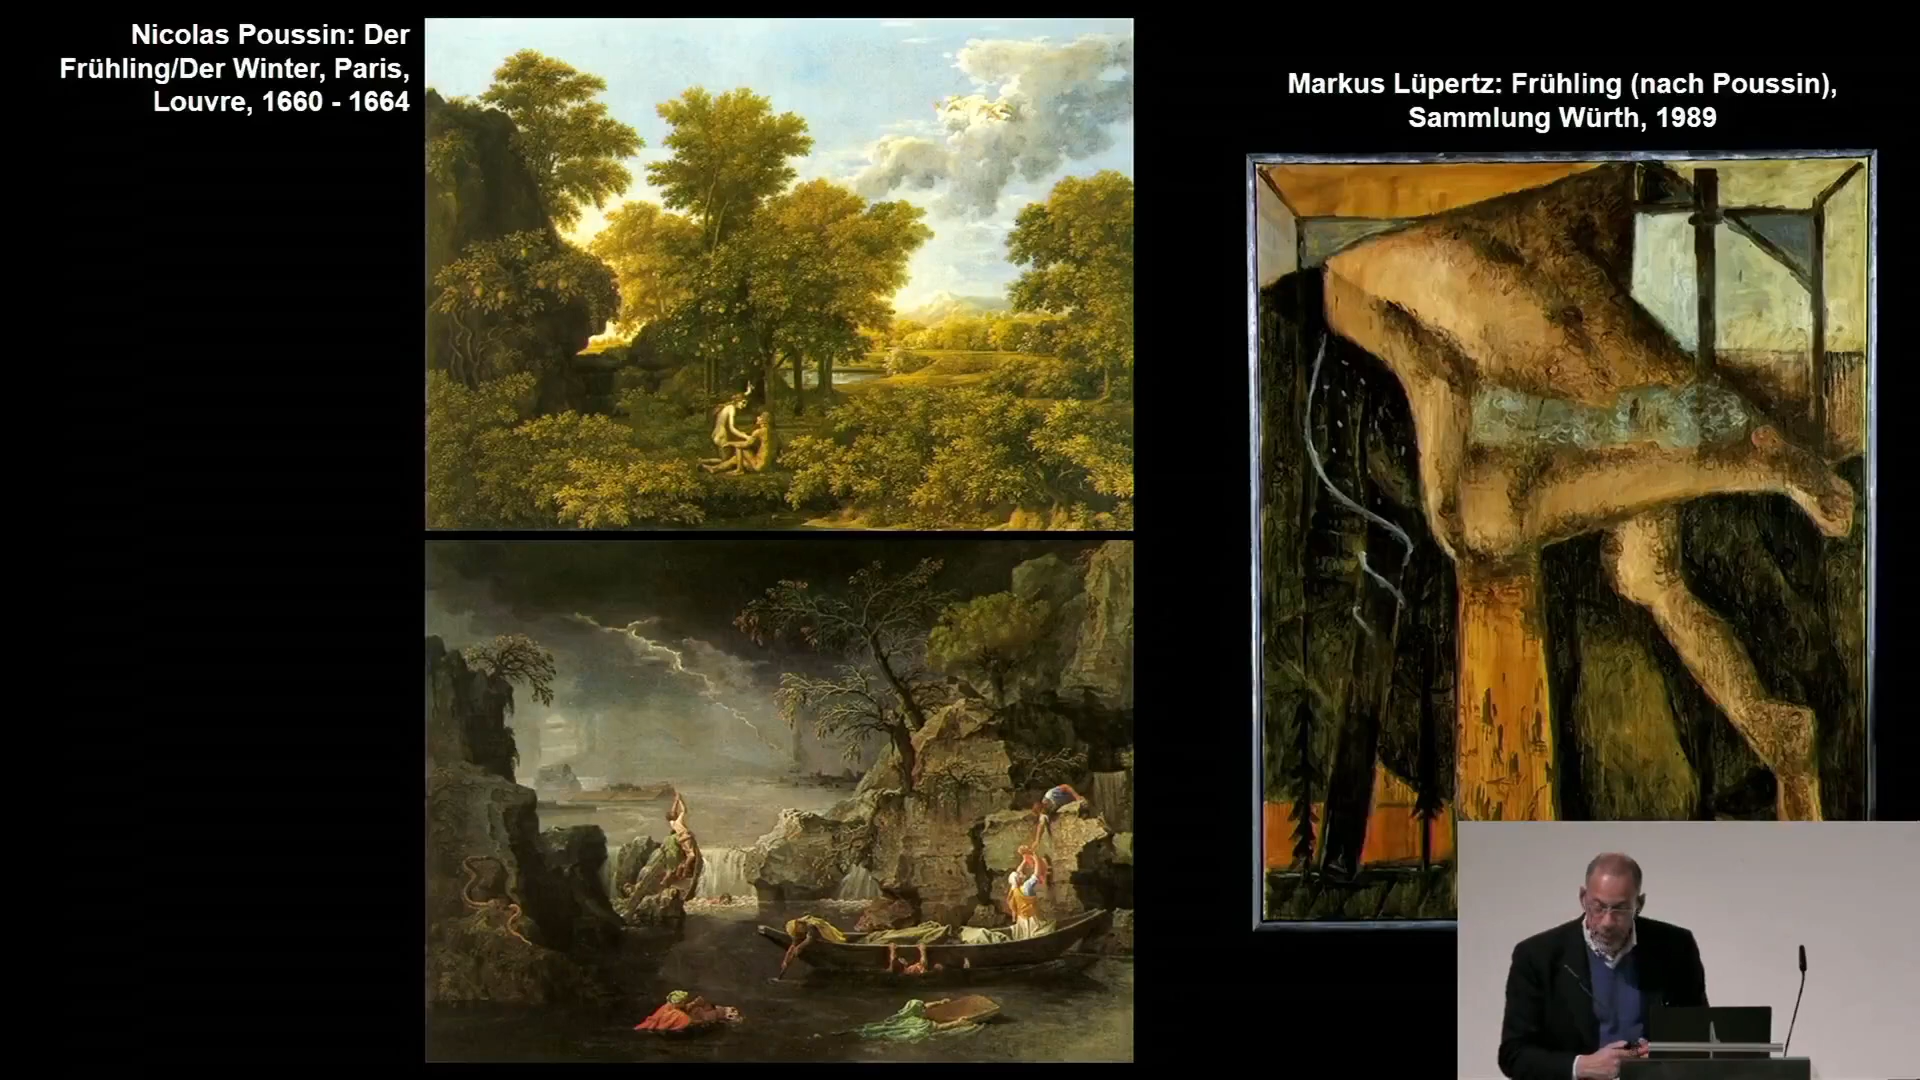 Nicolas Poussin: Der
Frühling/Der Winter, Paris,
Louvre, 1660 - 1664
Markus Lüpertz: Frühling (nach Poussin),
Sammlung Würth, 1989